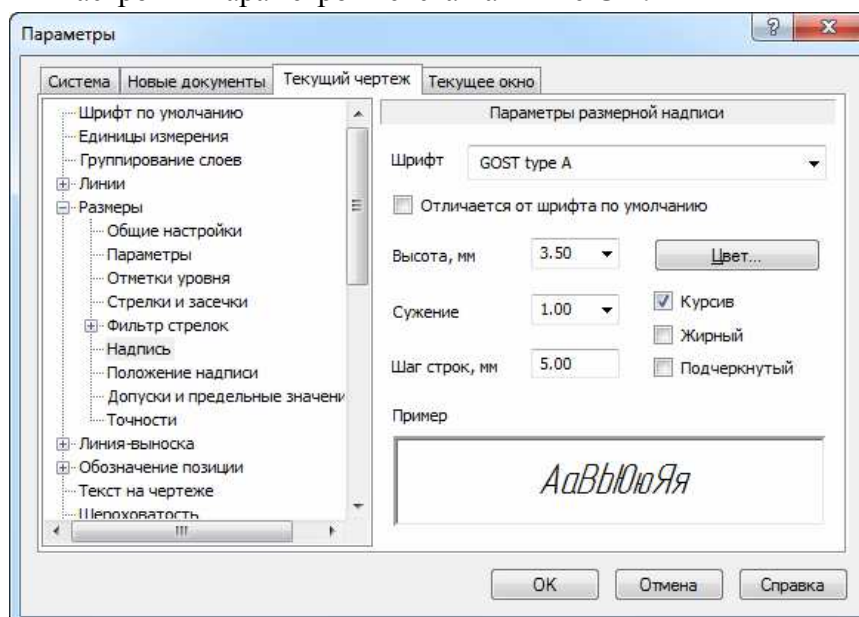 Параметры
Система Новые документы Текущий чертеж Текущее окно
Шрифт по умолчанию
Единицы измерения
Группирование слоев
Линии
Размеры
Общие настройки
Параметры
Отметки уровня
Стрелки и засечки
Фильтр стрелок
Надпись
Положение надписи
Допуски и предельные значени
Точности
Линия-выноска
Обозначение позиции
Текст на чертеже
Шероховатость
Параметры размерной надписи
Шрифт GOST type A
Отличается от шрифта по умолчанию
Высота, мм 3.50 Цвет...
Сужение 1.00 Курсив
Жирный
Шаг строк, мм 5.00 Подчеркнутый
Пример
АаВbЮюЯя
OK Отмена Справка